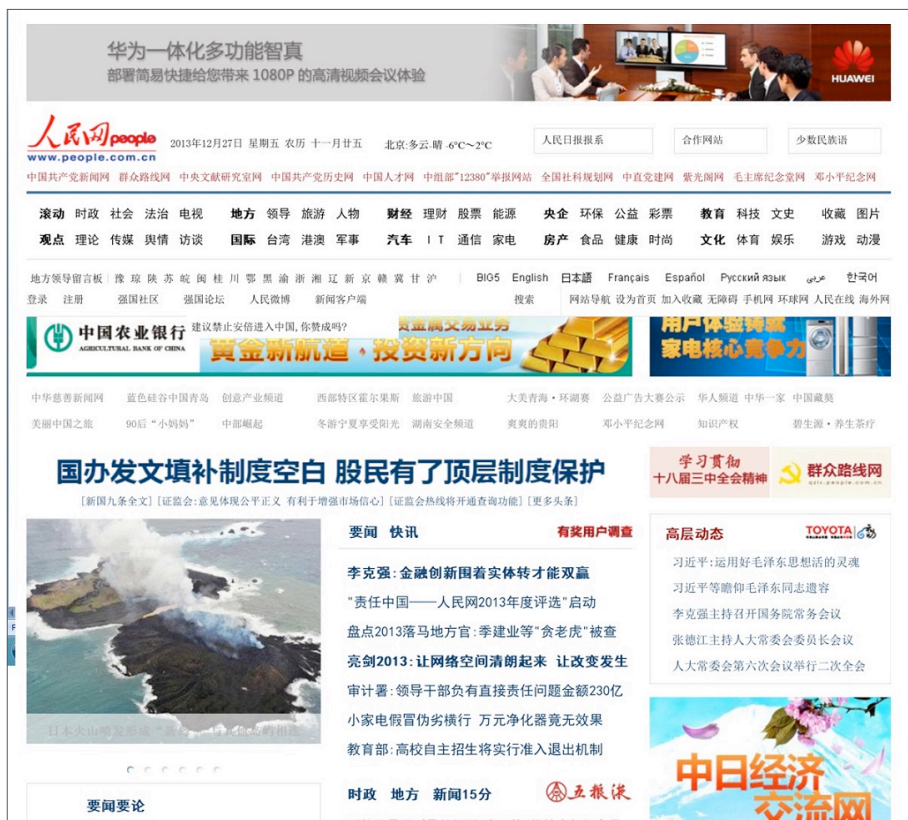 华为一体化多功能智真
部署简易快捷给您带来 1080P 的高清视频会议体验
HUAWEI
人民网 people
www.people.com.cn
2013年12月27日 星期五 农历 十一月廿五 北京:多云-晴 -6℃～2℃
人民日报报系 合作网站 少数民族语
中国共产党新闻网 群众路线网 中央文献研究室网 中国共产党历史网 中国人才网 中组部"12380"举报网站 全国社科规划网 中直党建网 紫光阁网 毛主席纪念堂网 邓小平纪念网
滚动 时政 社会 法治 电视 地方 领导 旅游 人物 财经 理财 股票 能源 央企 环保 公益 彩票 教育 科技 文史 收藏 图片
观点 理论 传媒 舆情 访谈 国际 台湾 港澳 军事 汽车 IT 通信 家电 房产 食品 健康 时尚 文化 体育 娱乐 游戏 动漫
地方领导留言板 | 豫 琼 陕 苏 皖 闽 桂 川 鄂 黑 渝 浙 湘 辽 新 京 赣 冀 甘 沪 | BIG5 English 日本語 Français Español Русский язык عربي 한국어
登录 注册 强国社区 强国论坛 人民微博 新闻客户端 搜索 网站导航 设为首页 加入收藏 无障碍 手机网 环球网 人民在线 海外网
中国农业银行
AGRICULTURAL BANK OF CHINA
建议禁止安倍进入中国,你赞成吗?
贵金属交易业务
黄金新航道·投资新方向
用户体验铸就
家电核心竞争力
中华慈善新闻网 蓝色硅谷中国青岛 创意产业频道 西部特区霍尔果斯 旅游中国 大美青海·环湖赛 公益广告大赛公示 华人频道 中华一家 中国藏獒
美丽中国之旅 90后“小妈妈” 中部崛起 冬游宁夏享受阳光 湖南安全频道 爽爽的贵阳 邓小平纪念网 知识产权 碧生源·养生茶疗
国办发文填补制度空白 股民有了顶层制度保护
[新国九条全文] [证监会:意见体现公平正义 有利于增强市场信心] [证监会热线将开通查询功能] [更多头条]
学习贯彻
十八届三中全会精神
群众路线网
qzlx.people.com.cn
日本火山喷发形成“新
要闻要论
要闻 快讯 有奖用户调查
李克强:金融创新围着实体转才能双赢
"责任中国——人民网2013年度评选"启动
盘点2013落马地方官:季建业等"贪老虎"被查
亮剑2013:让网络空间清朗起来 让改变发生
审计署:领导干部负有直接责任问题金额230亿
小家电假冒伪劣横行 万元净化器竟无效果
教育部:高校自主招生将实行准入退出机制
时政 地方 新闻15分 五粮液
高层动态 TOYOTA
习近平:运用好毛泽东思想活的灵魂
习近平等瞻仰毛泽东同志遗容
李克强主持召开国务院常务会议
张德江主持人大常委会委员长会议
人大常委会第六次会议举行二次全会
中日经济
交流网